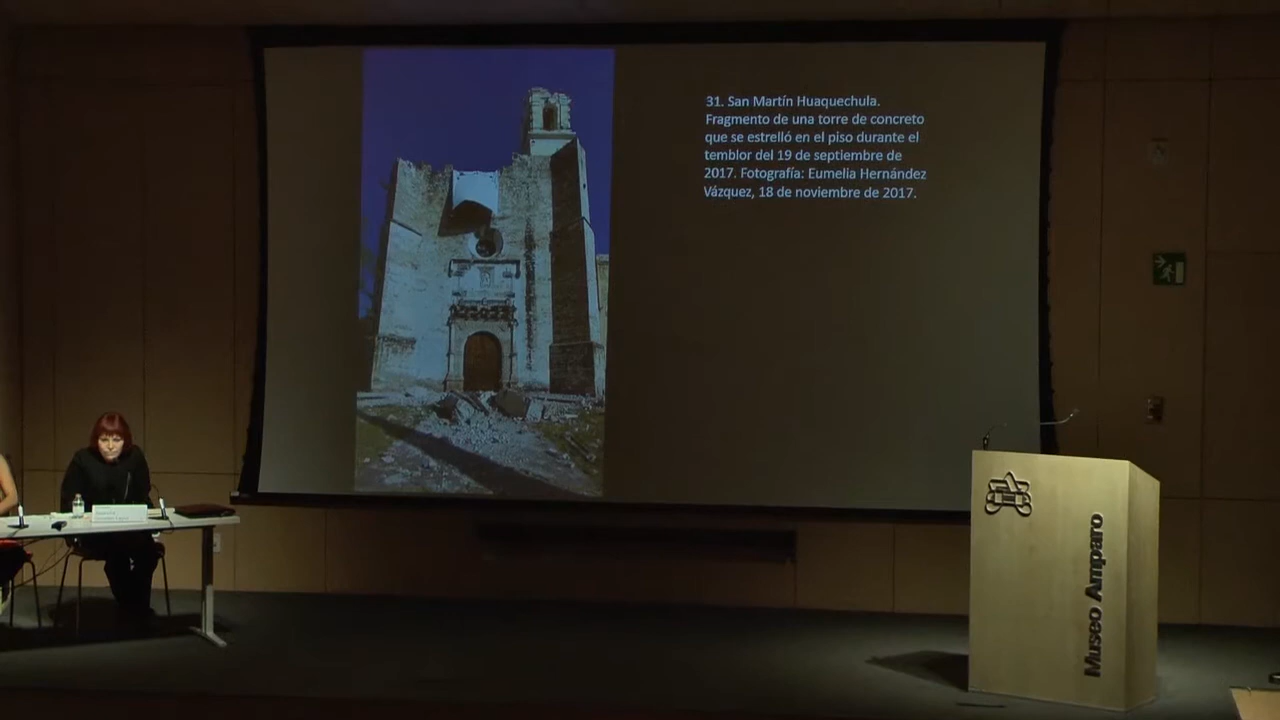 31. San Martín Huaquechula.
Fragmento de una torre de concreto
que se estrelló en el piso durante el
temblor del 19 de septiembre de
2017. Fotografía: Eumelia Hernández
Vázquez, 18 de noviembre de 2017.
Museo Amparo